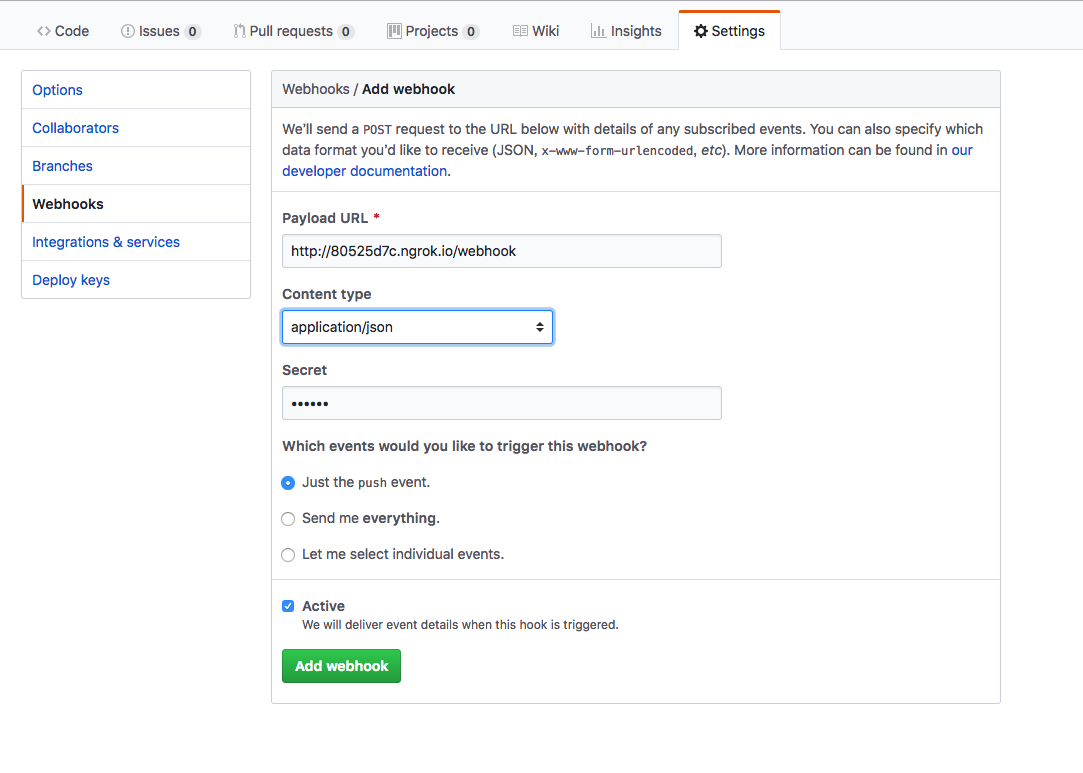 Code Issues 0 Pull requests 0 Projects 0 Wiki Insights Settings
Options
Collaborators
Branches
Webhooks
Integrations & services
Deploy keys
Webhooks / Add webhook
We’ll send a POST request to the URL below with details of any subscribed events. You can also specify which
data format you’d like to receive (JSON, x-www-form-urlencoded, etc). More information can be found in our
developer documentation.
Payload URL *
http://80525d7c.ngrok.io/webhook
Content type
application/json
Secret
••••••
Which events would you like to trigger this webhook?
Just the push event.
Send me everything.
Let me select individual events.
Active
We will deliver event details when this hook is triggered.
Add webhook